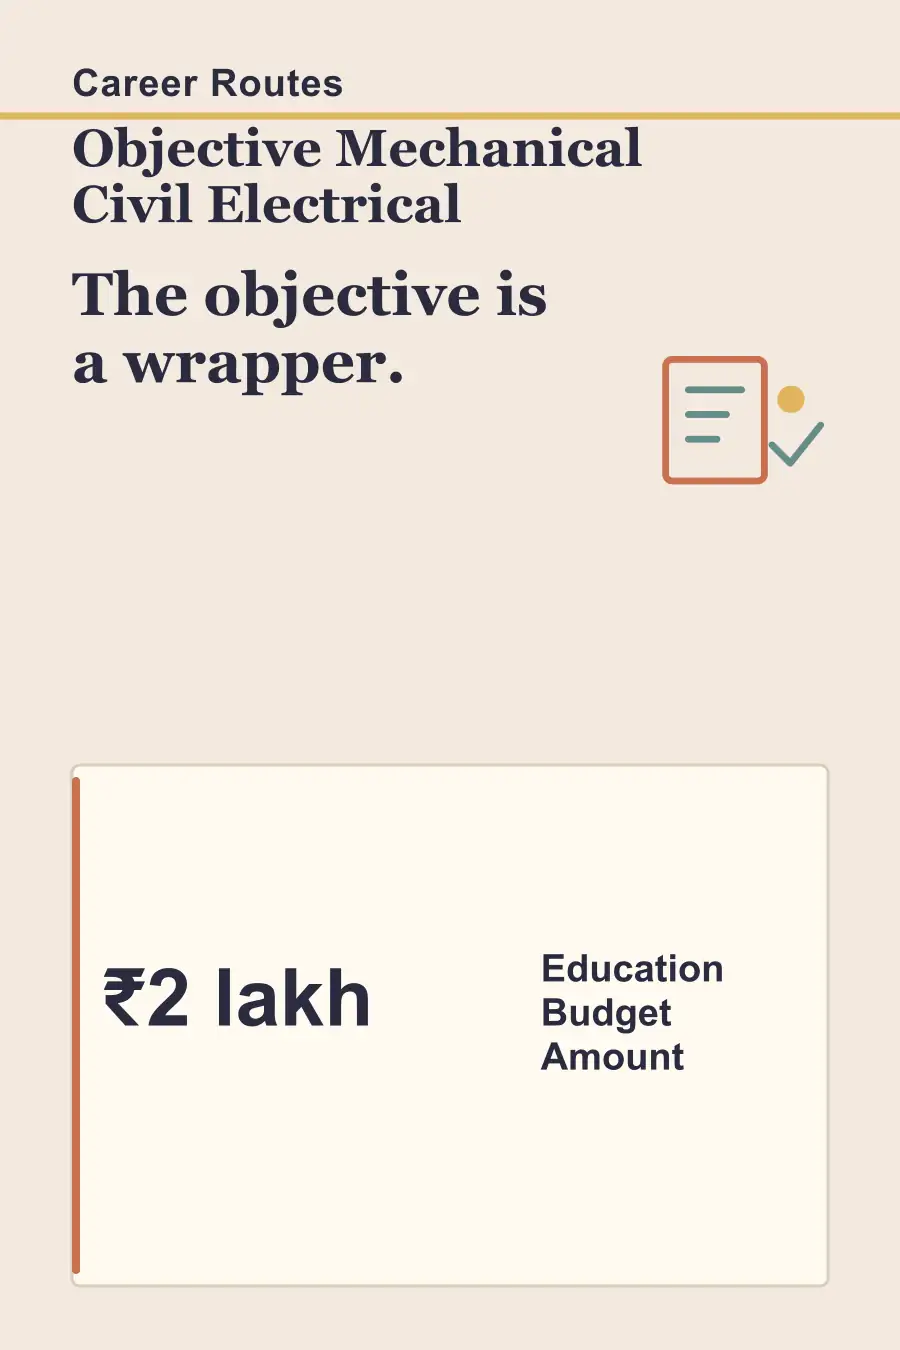 Career Routes
Objective Mechanical
Civil Electrical
The objective is
a wrapper.
₹2 lakh
Education
Budget
Amount